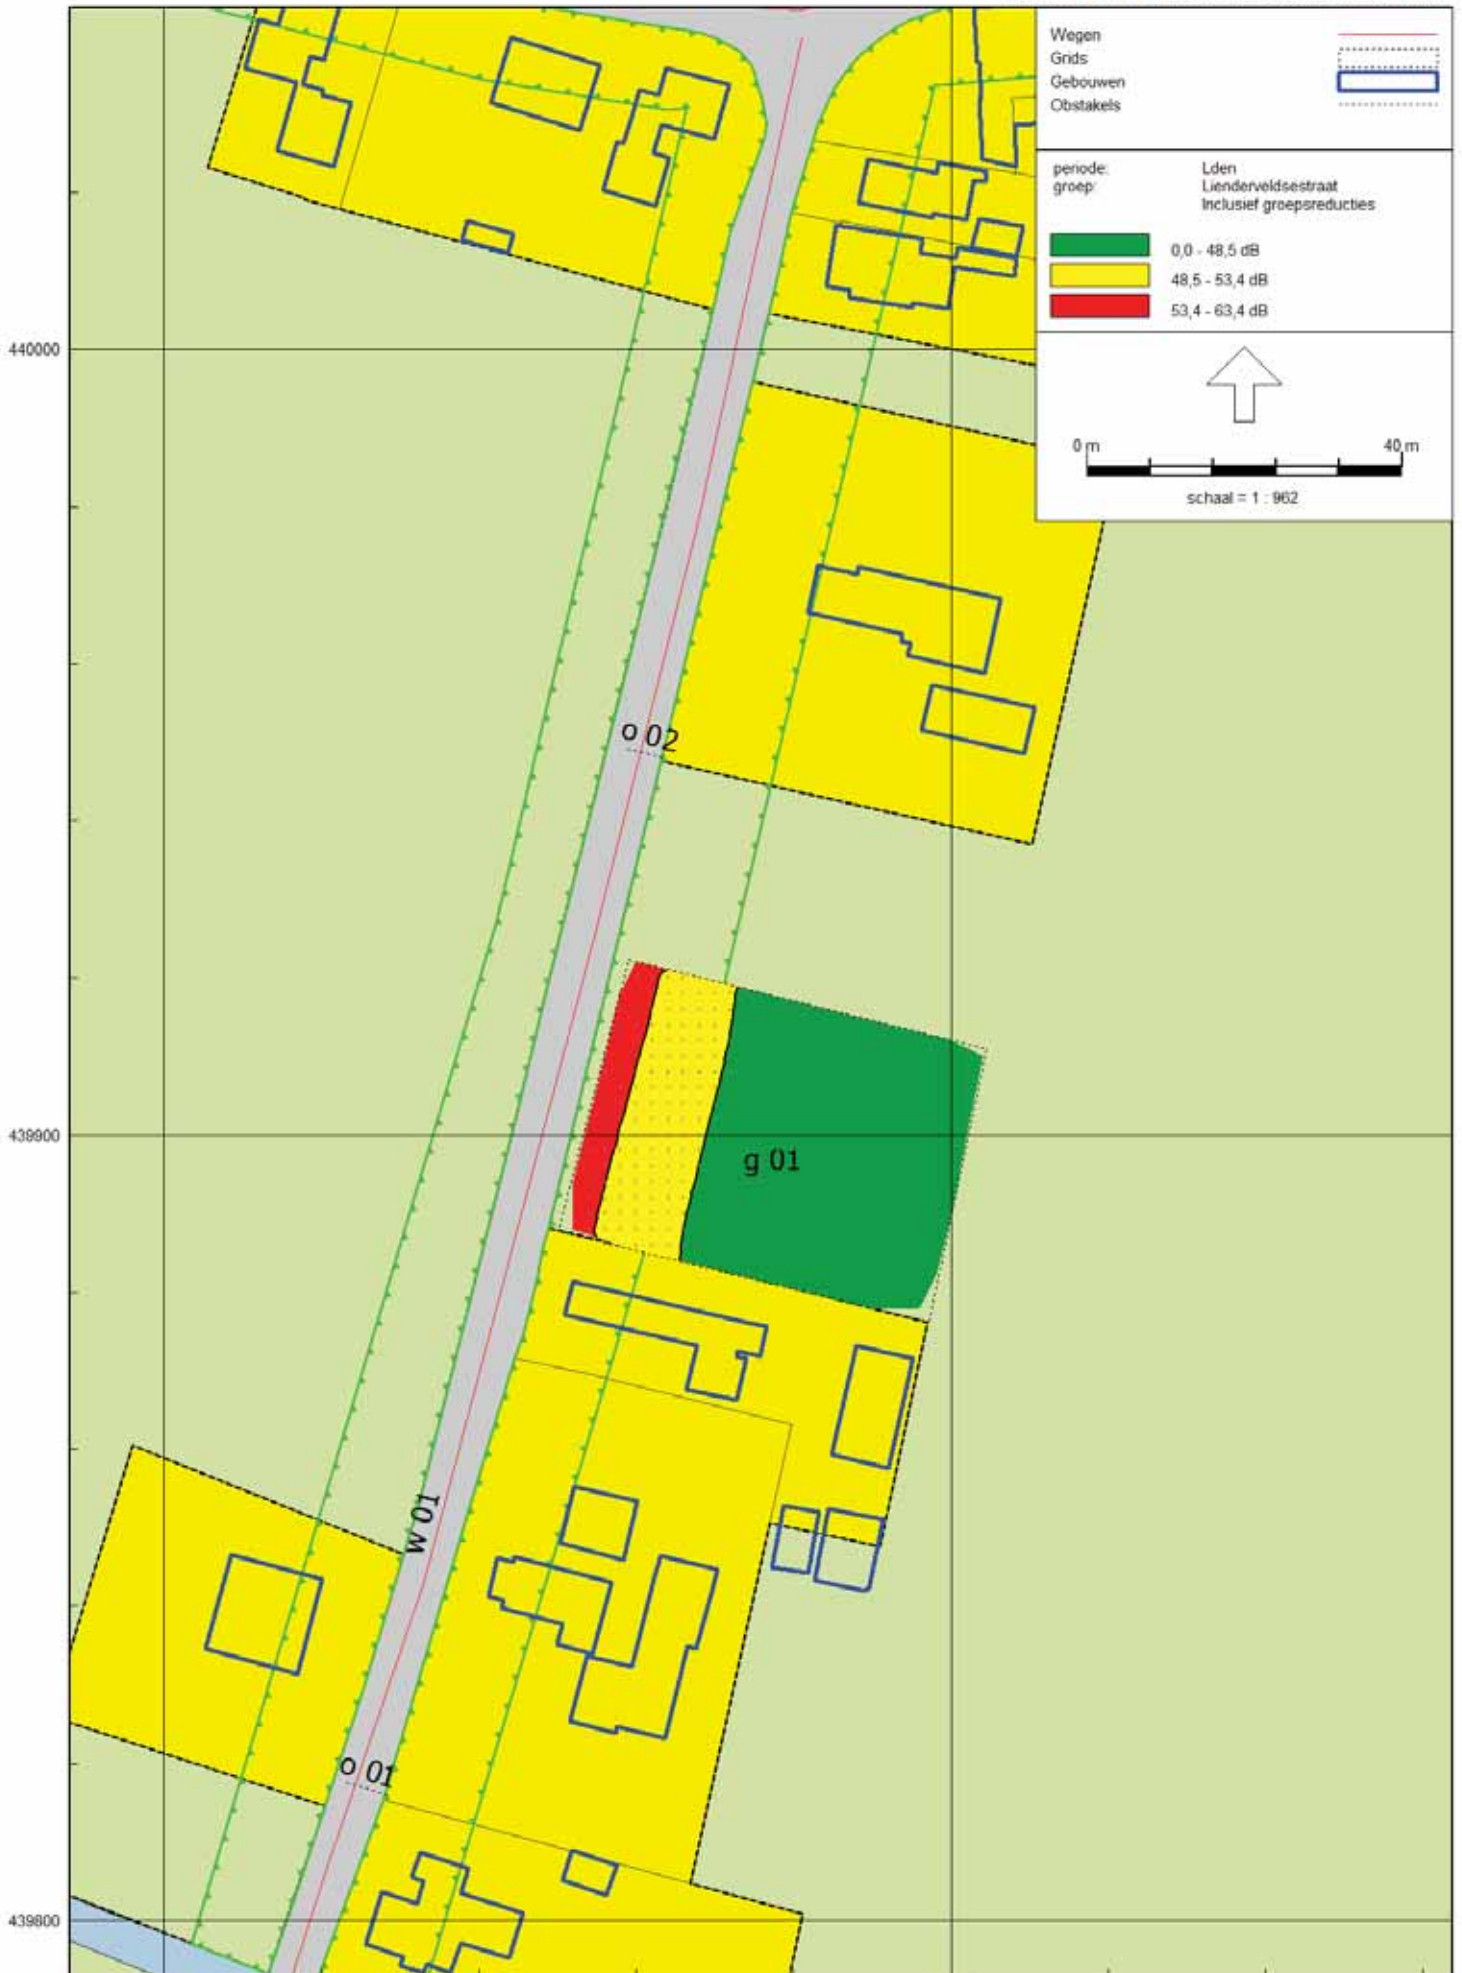 Wegen
Grids
Gebouwen
Obstakels
periode: Lden
groep: Lienderveldsestraat
Inclusief groepsreducties
0,0 - 48,5 dB
48,5 - 53,4 dB
53,4 - 63,4 dB
440000
0 m 40 m
schaal = 1 : 962
o 02
439900
g 01
w 01
o 01
439800